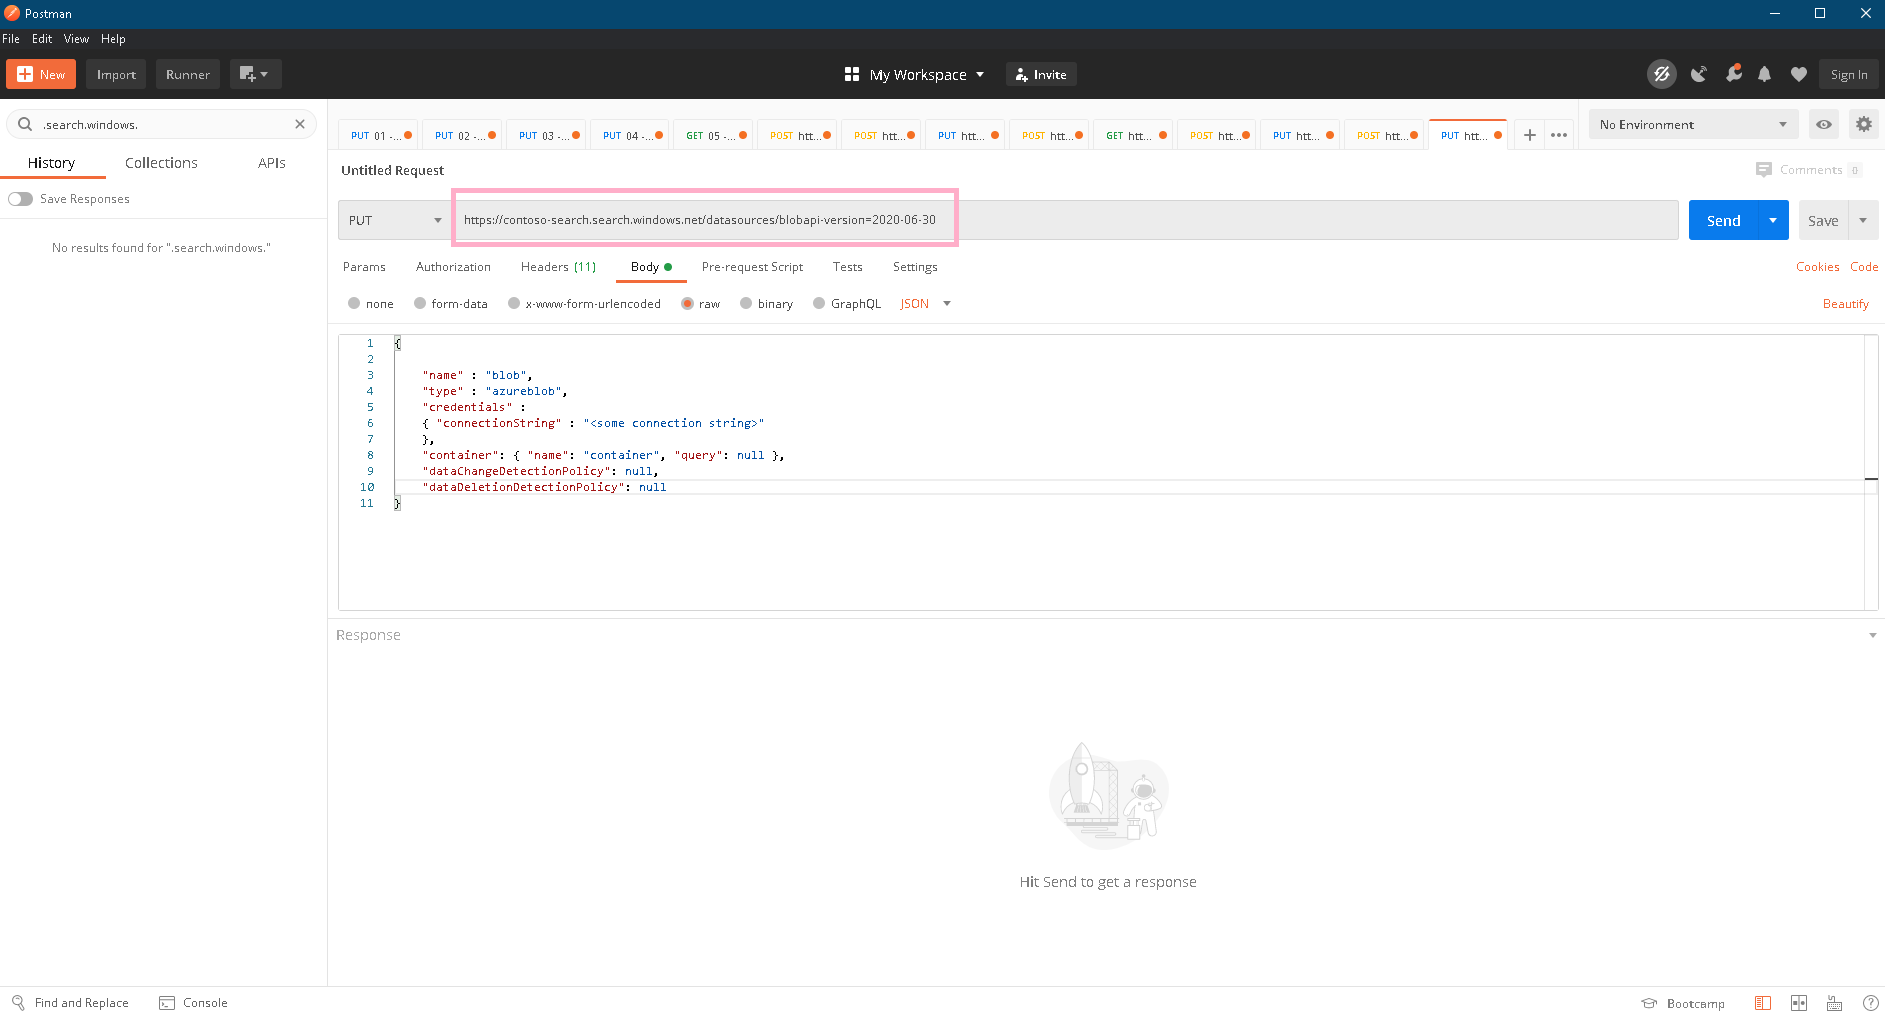 Postman
File Edit View Help
New Import Runner My Workspace Invite Sign In
.search.windows.
History Collections APIs
Save Responses
No results found for ".search.windows."
PUT 01 -... PUT 02 -... PUT 03 -... PUT 04 -... GET 05 -... POST htt... POST htt... PUT htt... POST htt... GET htt... POST htt... PUT htt... POST htt... PUT htt...
No Environment
Untitled Request
Comments 0
PUT https://contoso-search.search.windows.net/datasources/blobapi-version=2020-06-30 Send Save
Params Authorization Headers (11) Body Pre-request Script Tests Settings Cookies Code
none form-data x-www-form-urlencoded raw binary GraphQL JSON Beautify
1 {
2
3 "name" : "blob",
4 "type" : "azureblob",
5 "credentials" :
6 { "connectionString" : "<some connection string>"
7 },
8 "container": { "name": "container", "query": null },
9 "dataChangeDetectionPolicy": null,
10 "dataDeletionDetectionPolicy": null
11 }
Response
Hit Send to get a response
Find and Replace Console Bootcamp